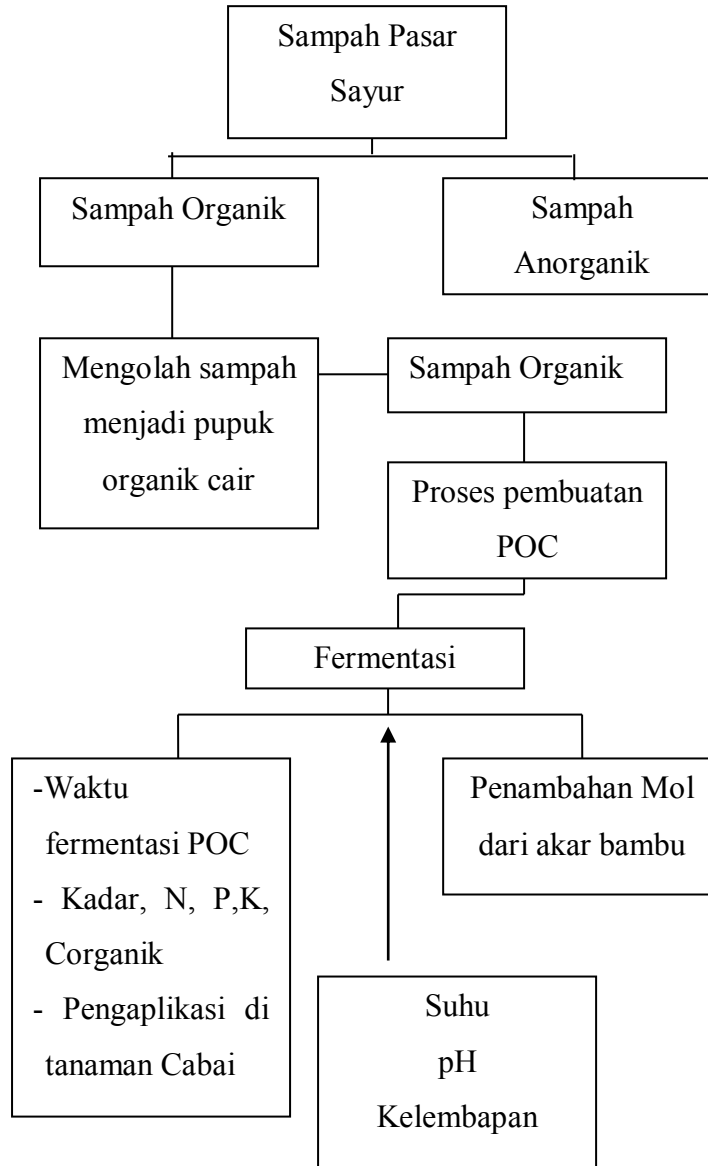 Sampah Pasar
Sayur
Sampah Organik
Sampah
Anorganik
Mengolah sampah
menjadi pupuk
organik cair
Sampah Organik
Proses pembuatan
POC
Fermentasi
-Waktu
fermentasi POC
- Kadar, N, P,K,
Corganik
- Pengaplikasi di
tanaman Cabai
Penambahan Mol
dari akar bambu
Suhu
pH
Kelembapan